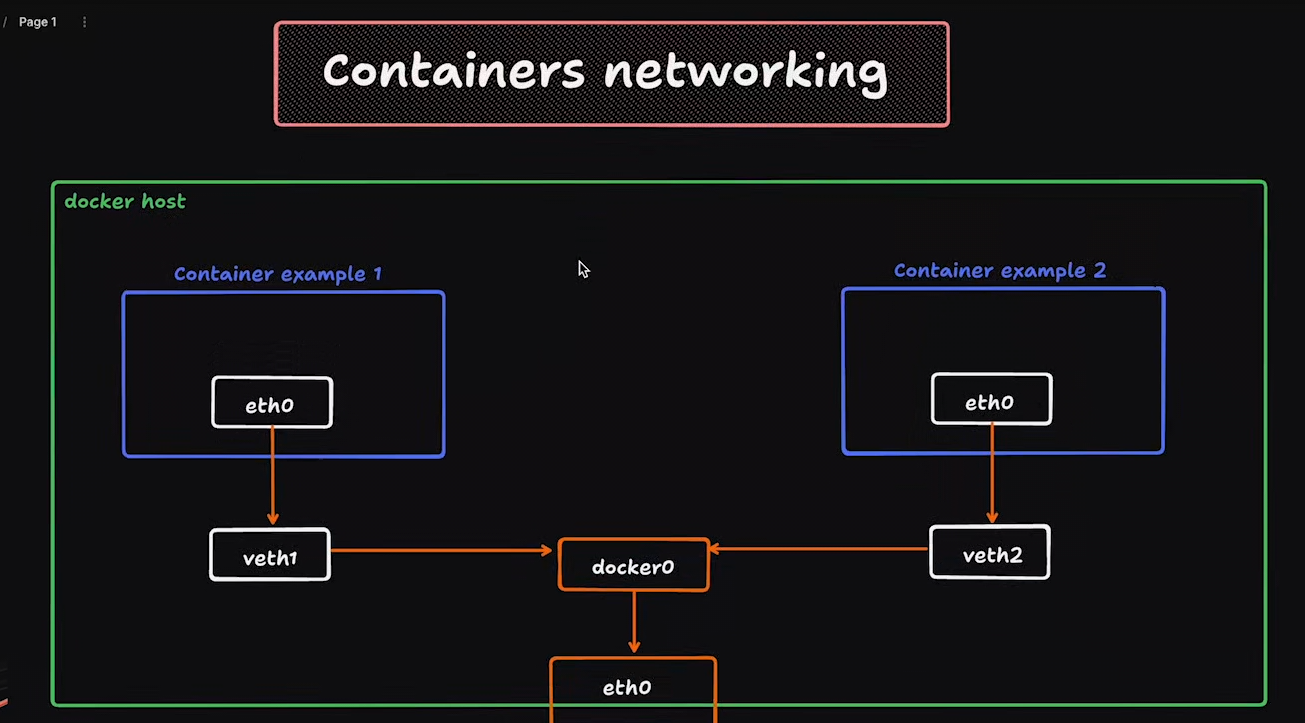 / Page 1
Containers networking
docker host
Container example 1
Container example 2
eth0
eth0
veth1
docker0
veth2
eth0